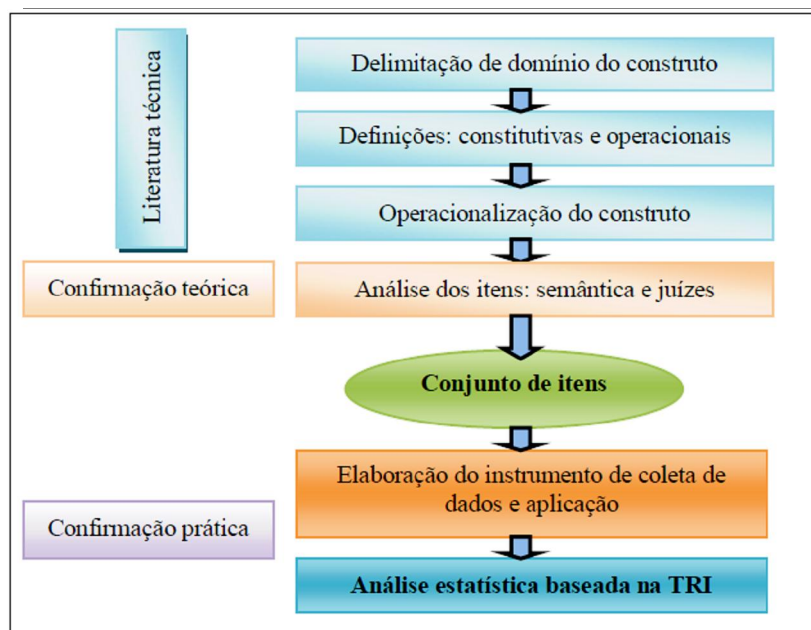 Literatura técnica
Delimitação de domínio do construto
Definições: constitutivas e operacionais
Operacionalização do construto
Confirmação teórica
Análise dos itens: semântica e juízes
Conjunto de itens
Elaboração do instrumento de coleta de
dados e aplicação
Confirmação prática
Análise estatística baseada na TRI